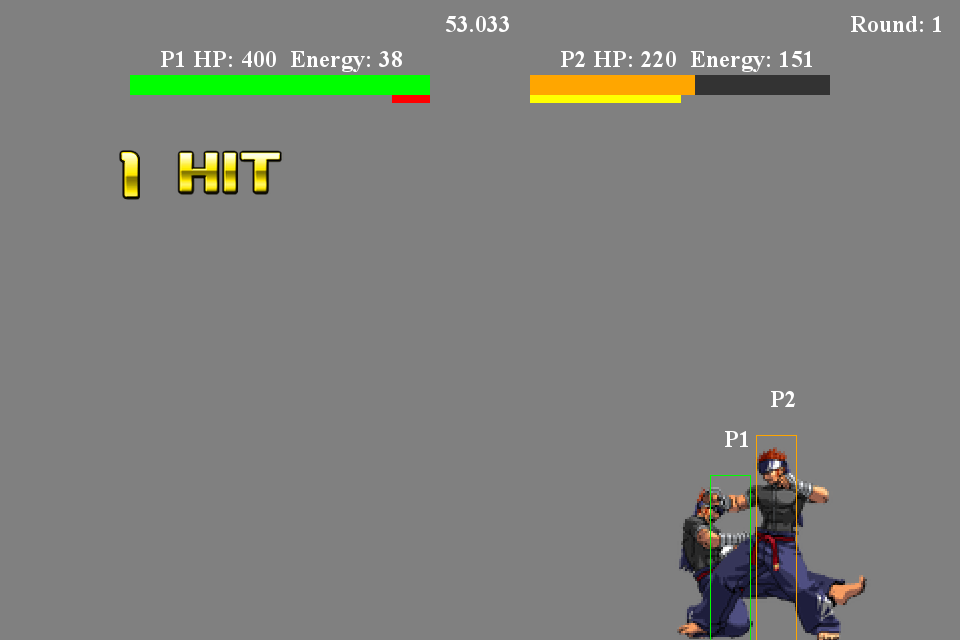 53.033
Round: 1
P1 HP: 400 Energy: 38
P2 HP: 220 Energy: 151
1 HIT
P2
P1